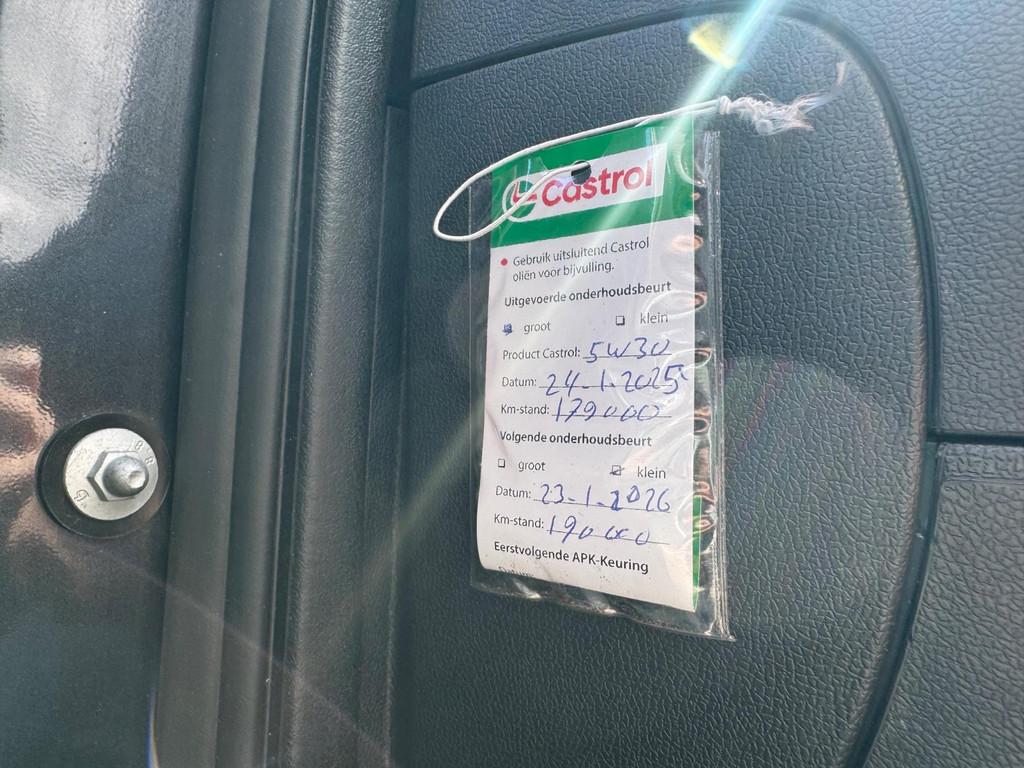 Castrol
Gebruik uitsluitend Castrol
oliën voor bijvulling.
Uitgevoerde onderhoudsbeurt
groot klein
Product Castrol: 5W30
Datum: 24-1-2025
Km-stand: 179000
Volgende onderhoudsbeurt
groot klein
Datum: 23-1-2026
Km-stand: 190000
Eerstvolgende APK-Keuring